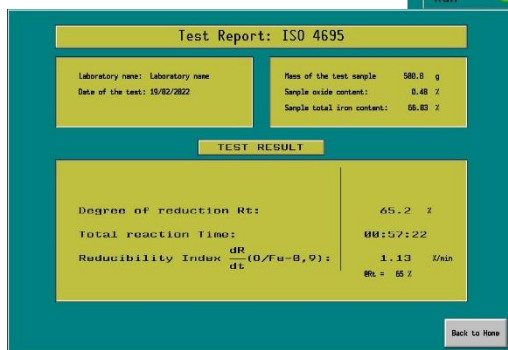 Run
Test Report: ISO 4695
Laboratory name: Laboratory name
Date of the test: 19/02/2022
Mass of the test sample 500.0 g
Sample oxide content: 0.48 %
Sample total iron content: 66.83 %
TEST RESULT
Degree of reduction Rt: 65.2 %
Total reaction Time: 00:57:22
Reducibility Index dR/dt (O/Fe=0,9): 1.13 %/min
@Rt = 65 %
Back to Home